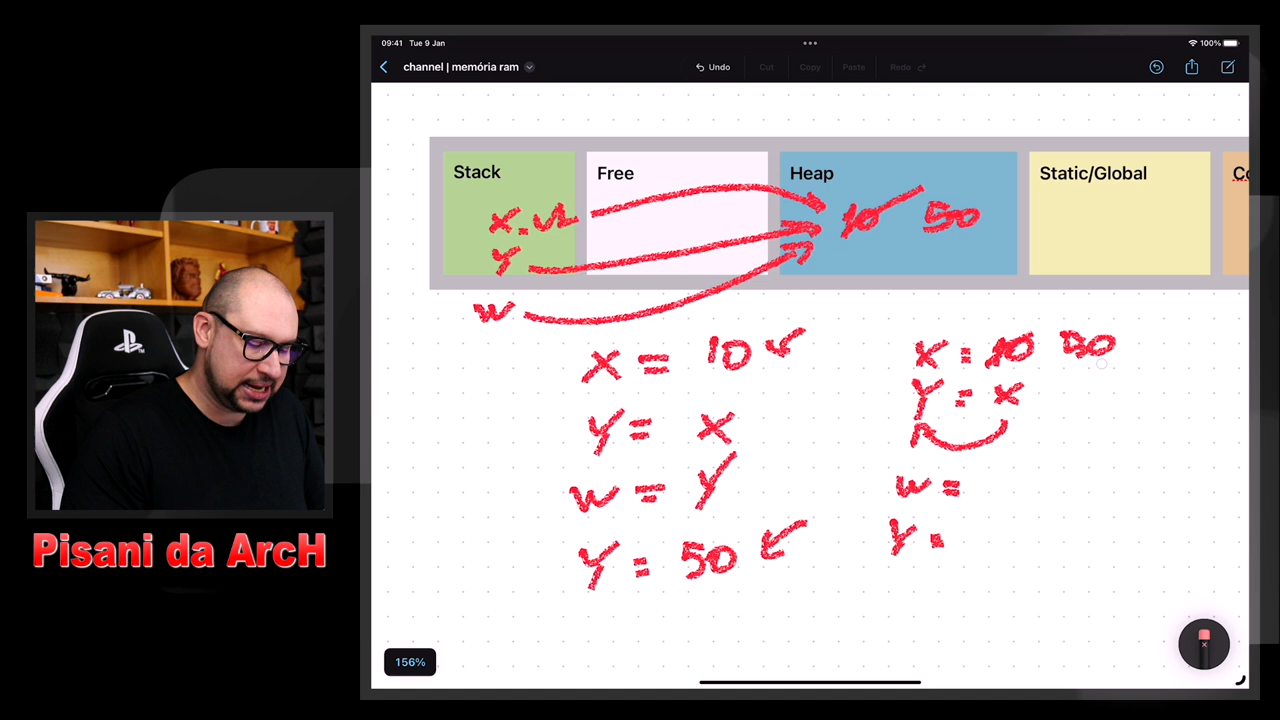 09:41 Tue 9 Jan
100%
channel | memória ram
Undo Cut Copy Paste Redo
Stack Free Heap Static/Global Co
x.
10 50
y
w
x = 10
y = x
w = y
y = 50
x = 10 50
y = x
w =
y =
156%
Pisani da ArcH